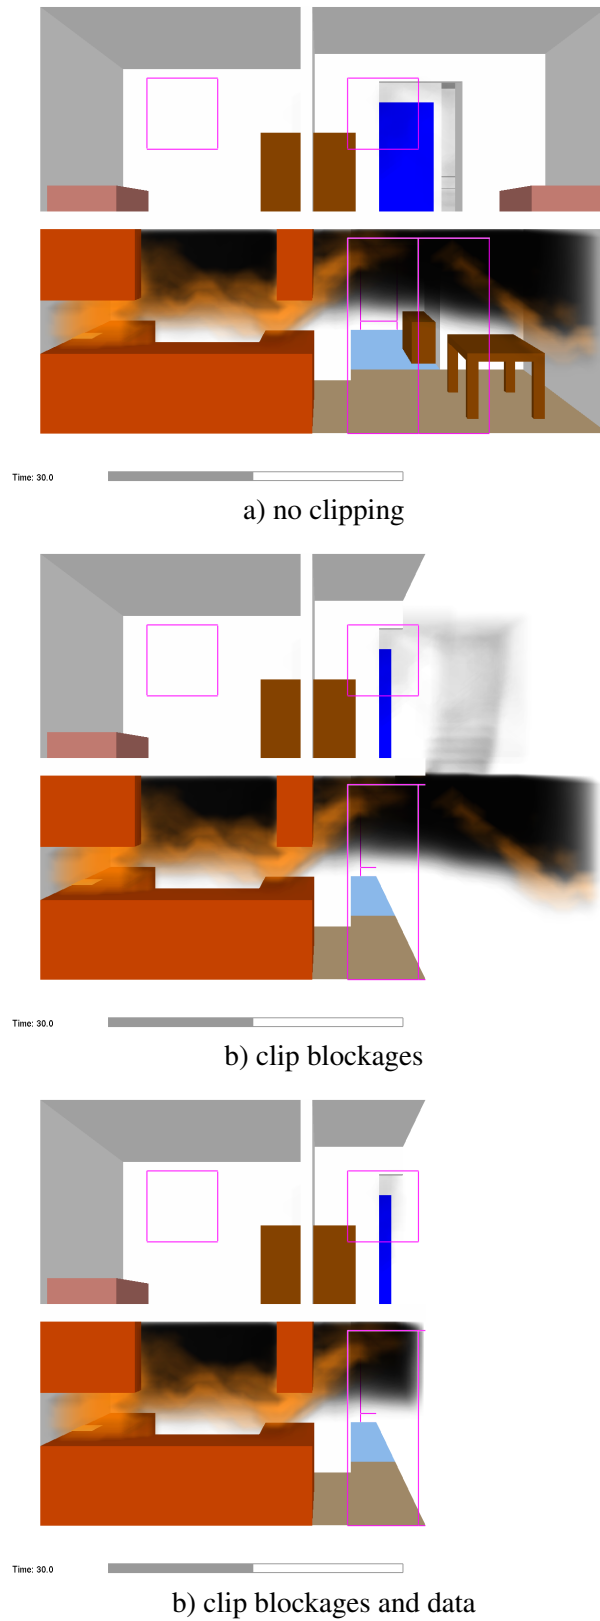 Time: 30.0
a) no clipping
Time: 30.0
b) clip blockages
Time: 30.0
b) clip blockages and data